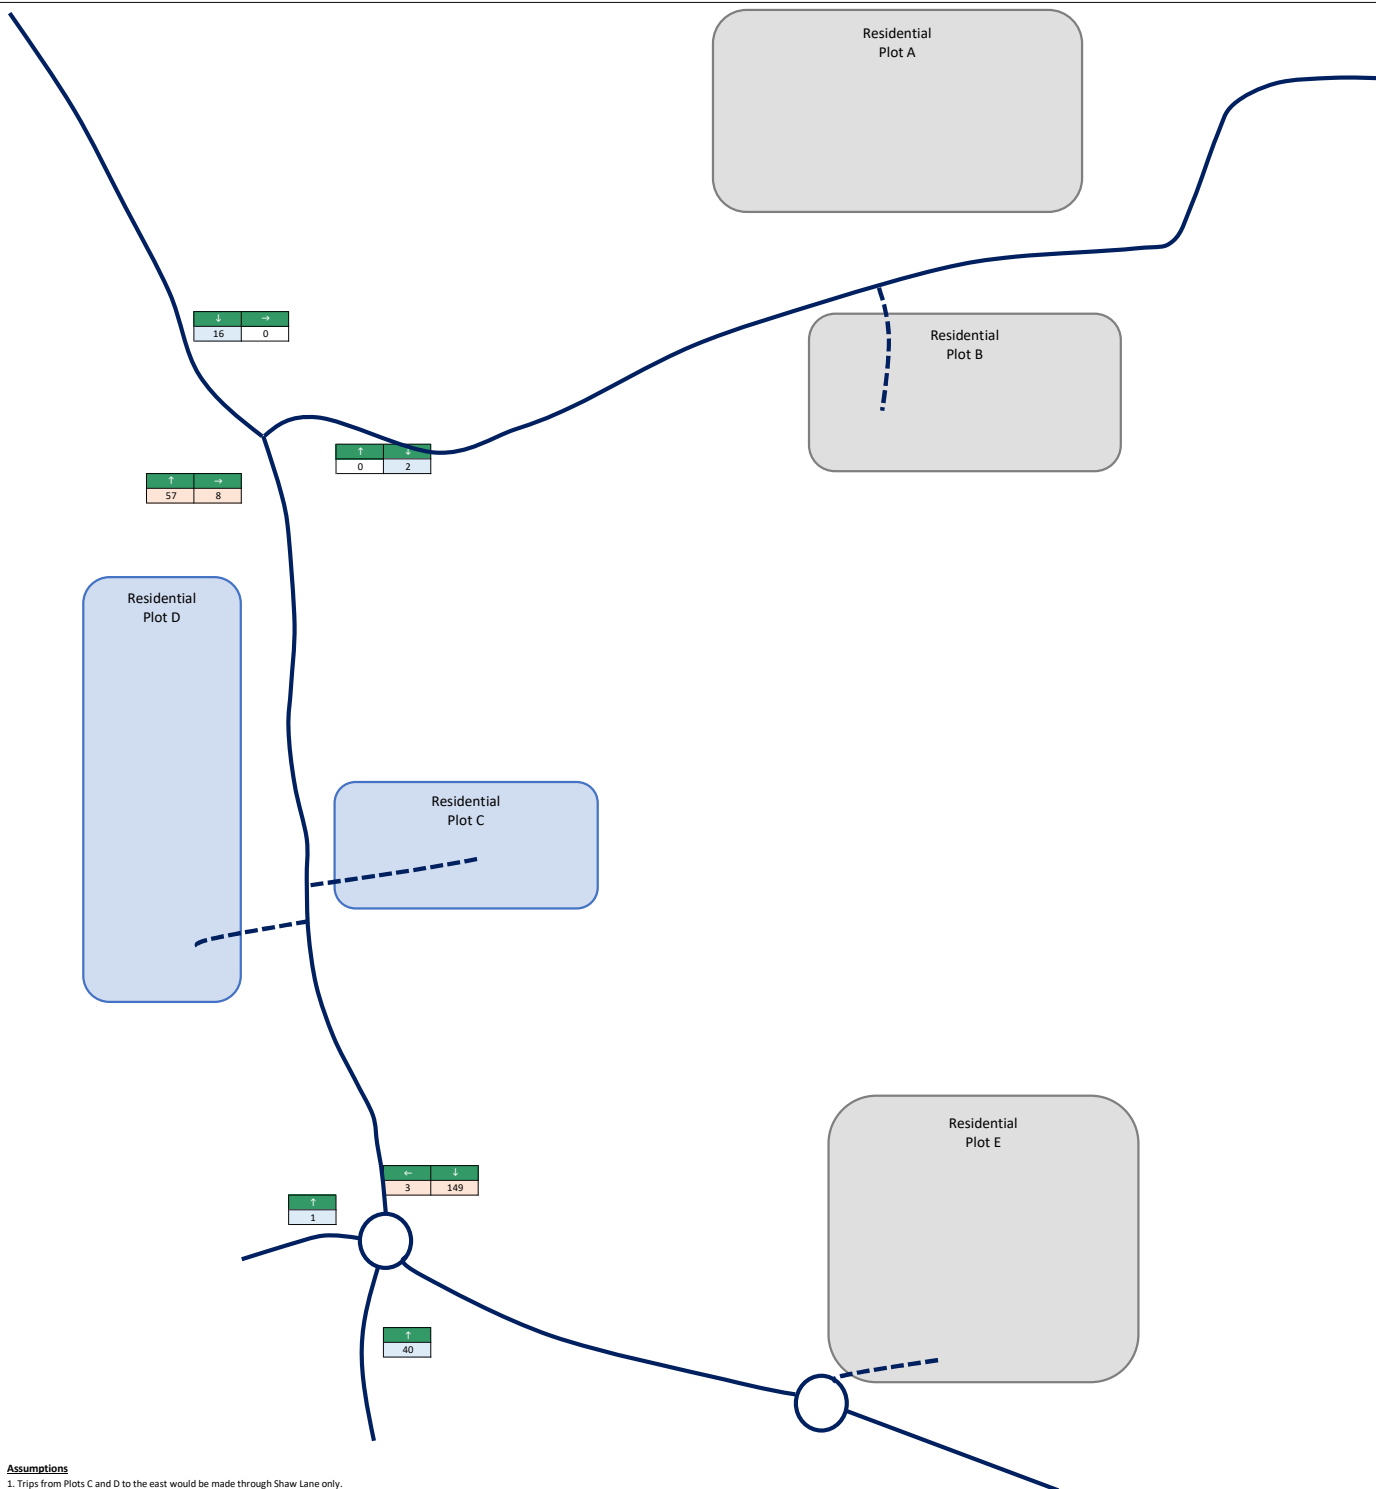 Residential
Plot A
↓ →
16 0
Residential
Plot B
↑ ↓
0 2
↑ →
57 8
Residential
Plot D
Residential
Plot C
Residential
Plot E
← ↓
3 149
↑
1
↑
40
Assumptions
1. Trips from Plots C and D to the east would be made through Shaw Lane only.